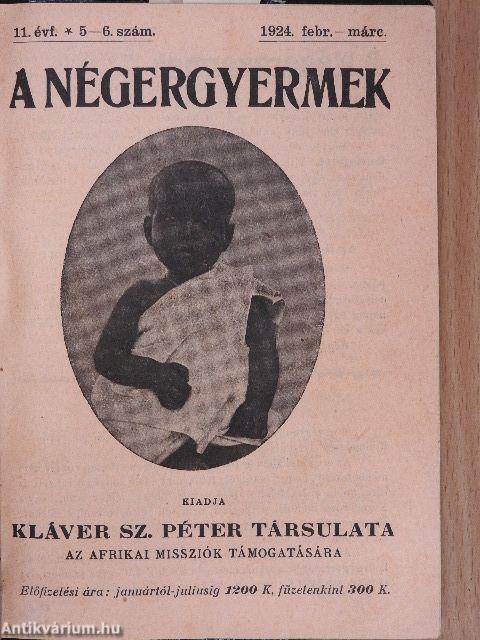 11. évf. * 5—6. szám. 1924. febr.—márc.
A NÉGERGYERMEK
KIADJA
KLÁVER SZ. PÉTER TÁRSULATA
AZ AFRIKAI MISSZIÓK TÁMOGATÁSÁRA
Előfizetési ára: januártól-juliusig 1200 K, füzetenkint 300 K.
Antikvárium.hu